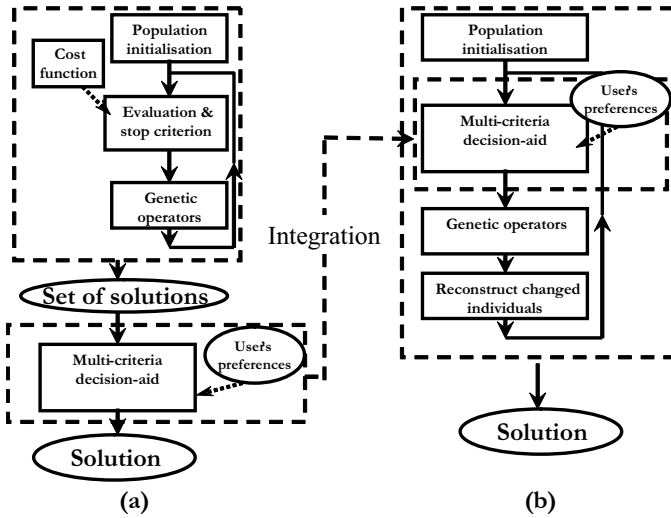 Population
initialisation
Cost
function
Evaluation &
stop criterion
Genetic
operators
Set of solutions
User's
preferences
Multi-criteria
decision-aid
Solution
(a)
Integration
Population
initialisation
User's
preferences
Multi-criteria
decision-aid
Genetic operators
Reconstruct changed
individuals
Solution
(b)